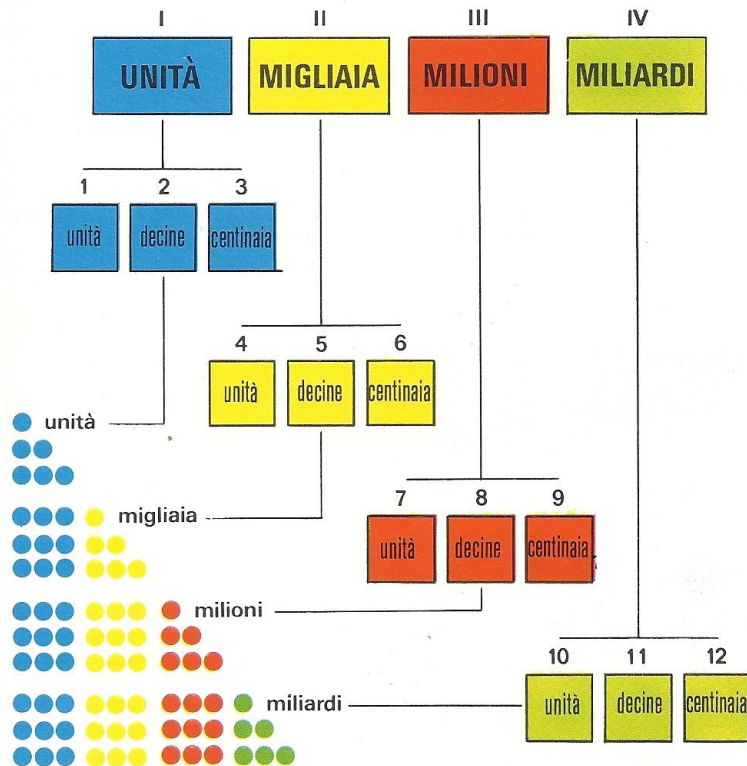 I II III IV
UNITÀ MIGLIAIA MILIONI MILIARDI
1 2 3
unità decine centinaia
4 5 6
unità decine centinaia
unità
migliaia
7 8 9
unità decine centinaia
milioni
10 11 12
unità decine centinaia
miliardi